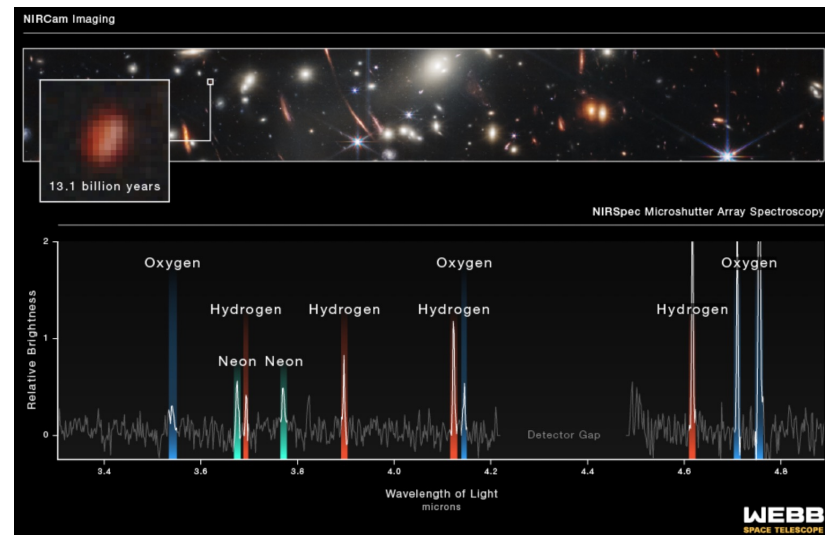 NIRCam Imaging
13.1 billion years
NIRSpec Microshutter Array Spectroscopy
2
Oxygen Oxygen Oxygen
Hydrogen Hydrogen Hydrogen Hydrogen
1
Neon Neon
Relative Brightness
0
Detector Gap
3.4 3.6 3.8 4.0 4.2 4.4 4.6 4.8
Wavelength of Light
microns
WEBB
SPACE TELESCOPE